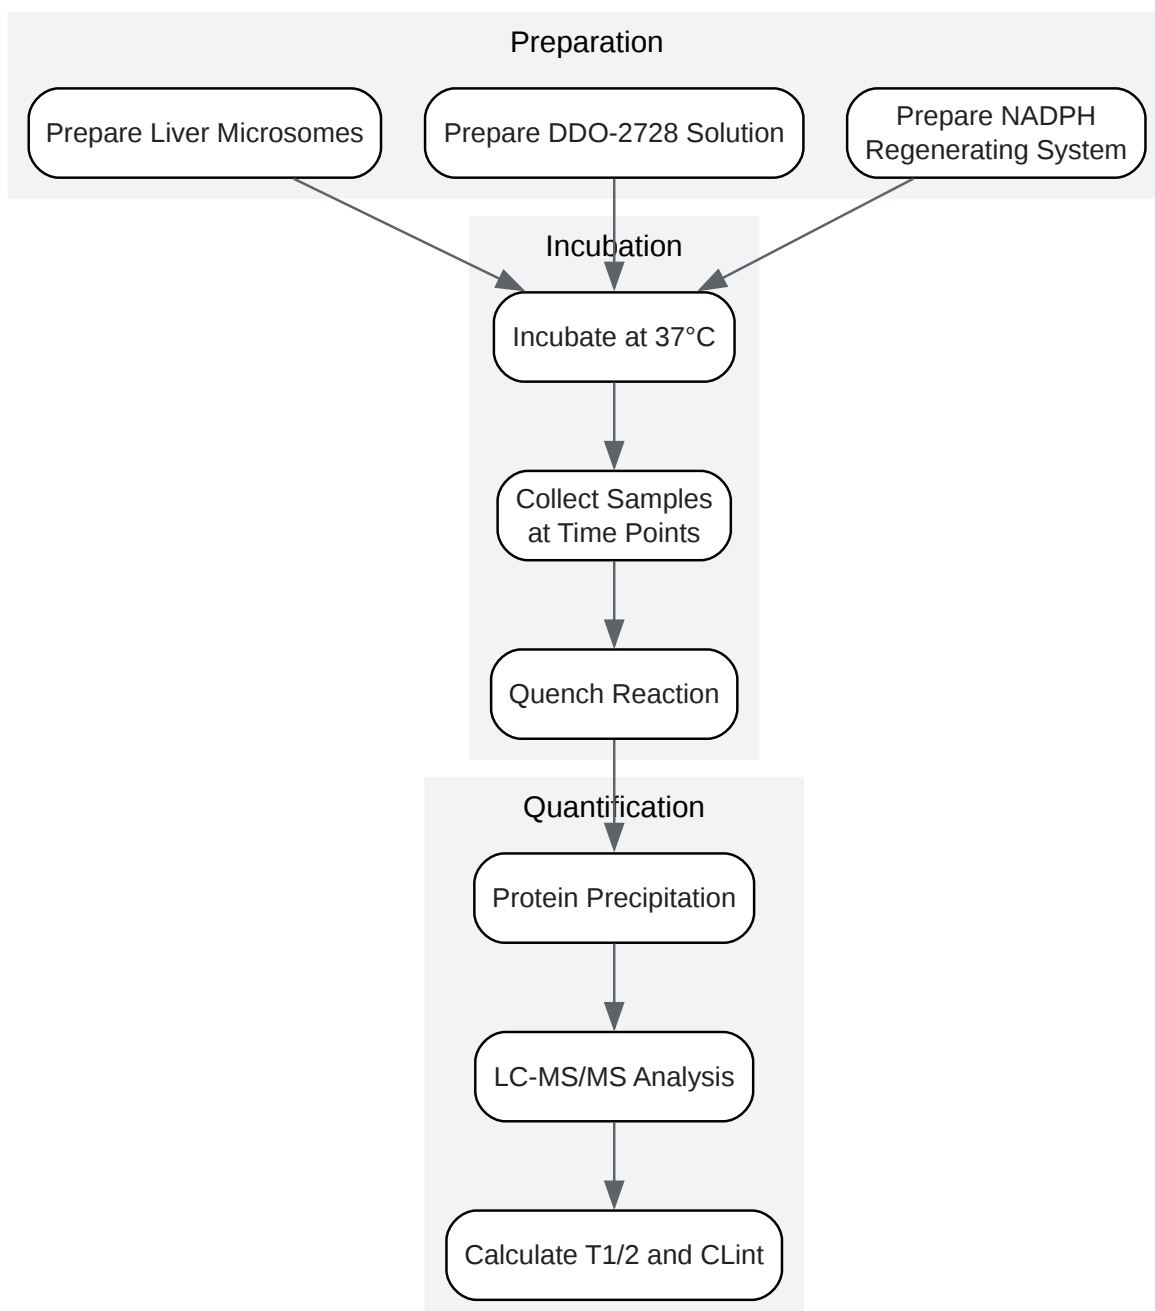 Preparation
Prepare Liver Microsomes
Prepare DDO-2728 Solution
Prepare NADPH
Regenerating System
Incubation
Incubate at 37°C
Collect Samples
at Time Points
Quench Reaction
Quantification
Protein Precipitation
LC-MS/MS Analysis
Calculate T1/2 and CLint